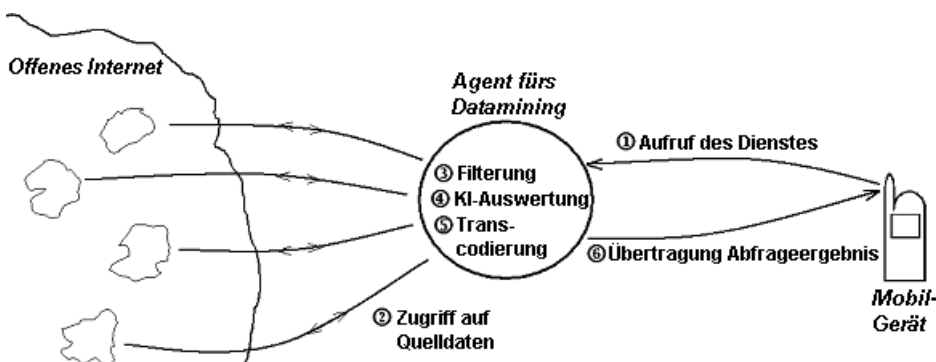 Offenes Internet
Agent fürs
Datamining
① Aufruf des Dienstes
③ Filterung
④ KI-Auswertung
⑤ Trans-
codierung
⑥ Übertragung Abfrageergebnis
② Zugriff auf
Quelldaten
Mobil-
Gerät